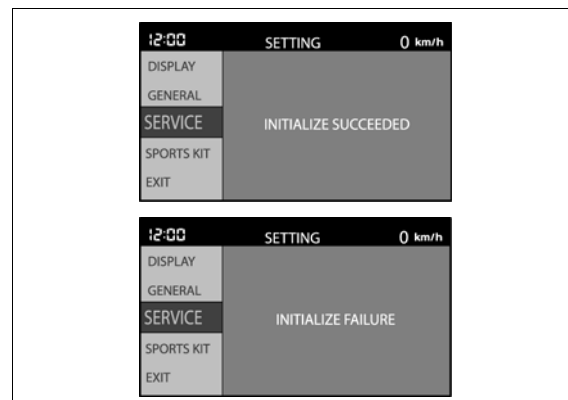 12:00 SETTING 0 km/h
DISPLAY
GENERAL
SERVICE INITIALIZE SUCCEEDED
SPORTS KIT
EXIT
12:00 SETTING 0 km/h
DISPLAY
GENERAL
SERVICE INITIALIZE FAILURE
SPORTS KIT
EXIT